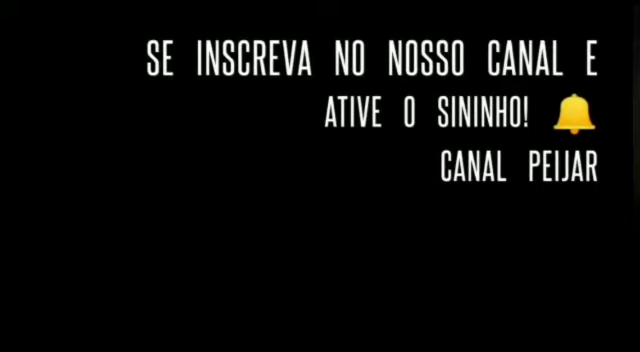 SE INSCREVA NO NOSSO CANAL E
ATIVE O SININHO! 🔔
CANAL PEIJAR